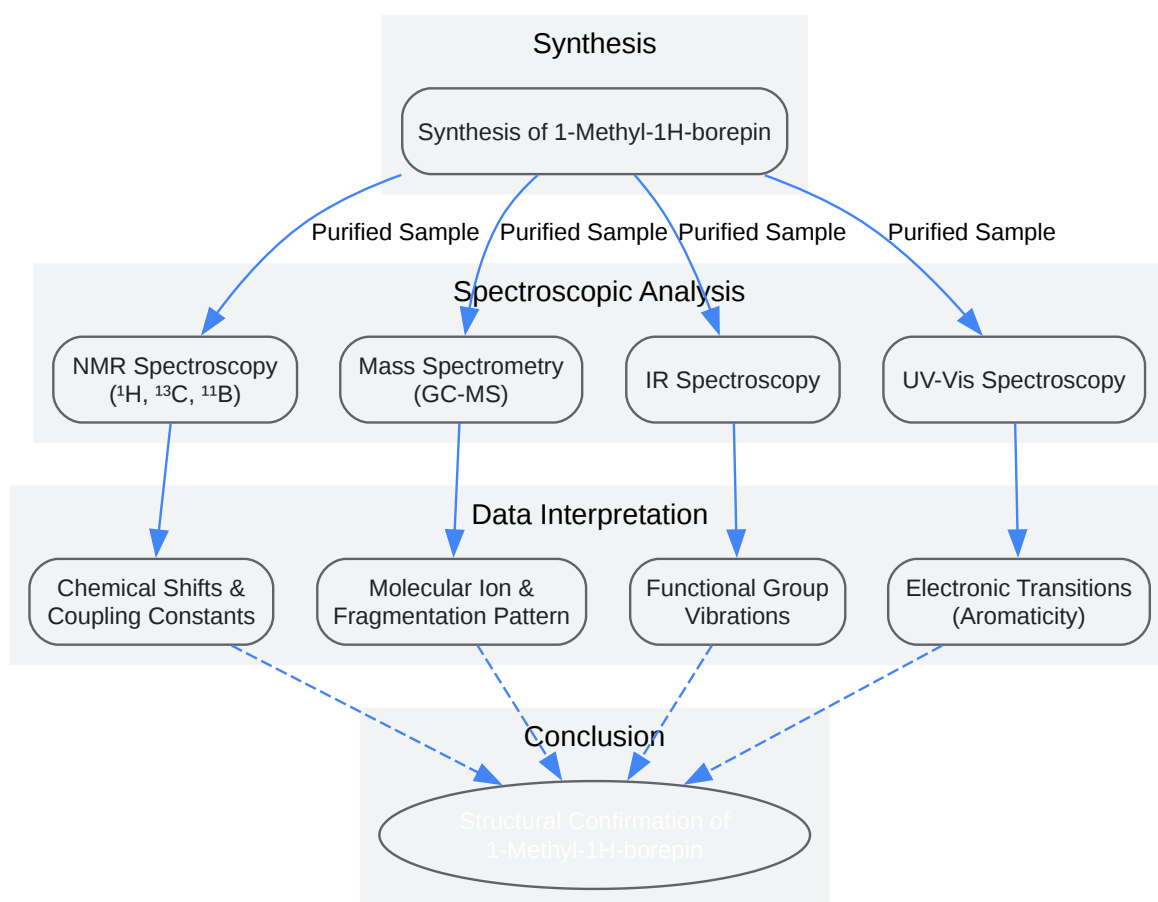 Synthesis
Synthesis of 1-Methyl-1H-borepin
Purified Sample
Purified Sample
Purified Sample
Purified Sample
Spectroscopic Analysis
NMR Spectroscopy
(¹H, ¹³C, ¹¹B)
Mass Spectrometry
(GC-MS)
IR Spectroscopy
UV-Vis Spectroscopy
Data Interpretation
Chemical Shifts &
Coupling Constants
Molecular Ion &
Fragmentation Pattern
Functional Group
Vibrations
Electronic Transitions
(Aromaticity)
Conclusion
Structural Confirmation of
1-Methyl-1H-borepin